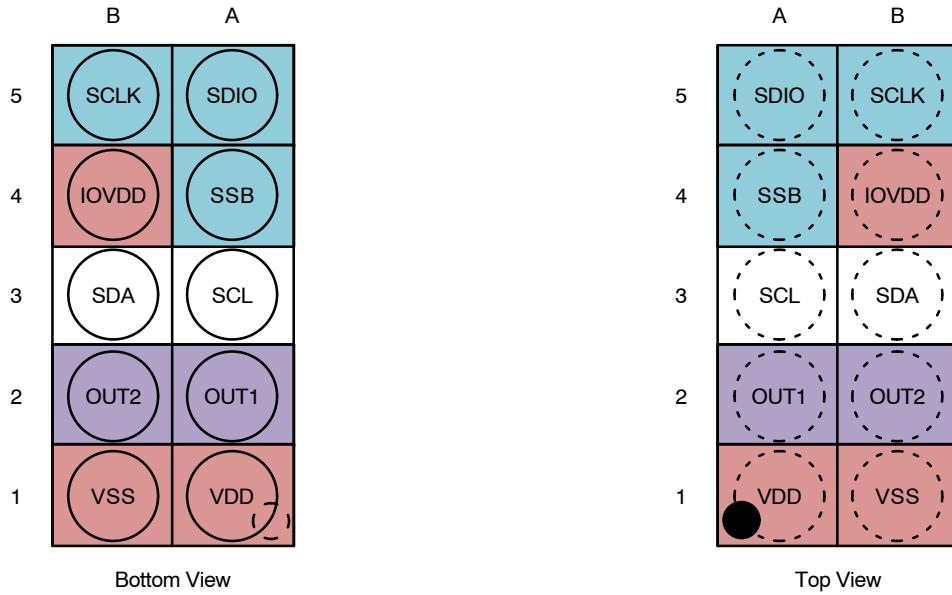 B A A B
5 SCLK SDIO 5 SDIO SCLK
4 IOVDD SSB 4 SSB IOVDD
3 SDA SCL 3 SCL SDA
2 OUT2 OUT1 2 OUT1 OUT2
1 VSS VDD 1 VDD VSS
Bottom View Top View